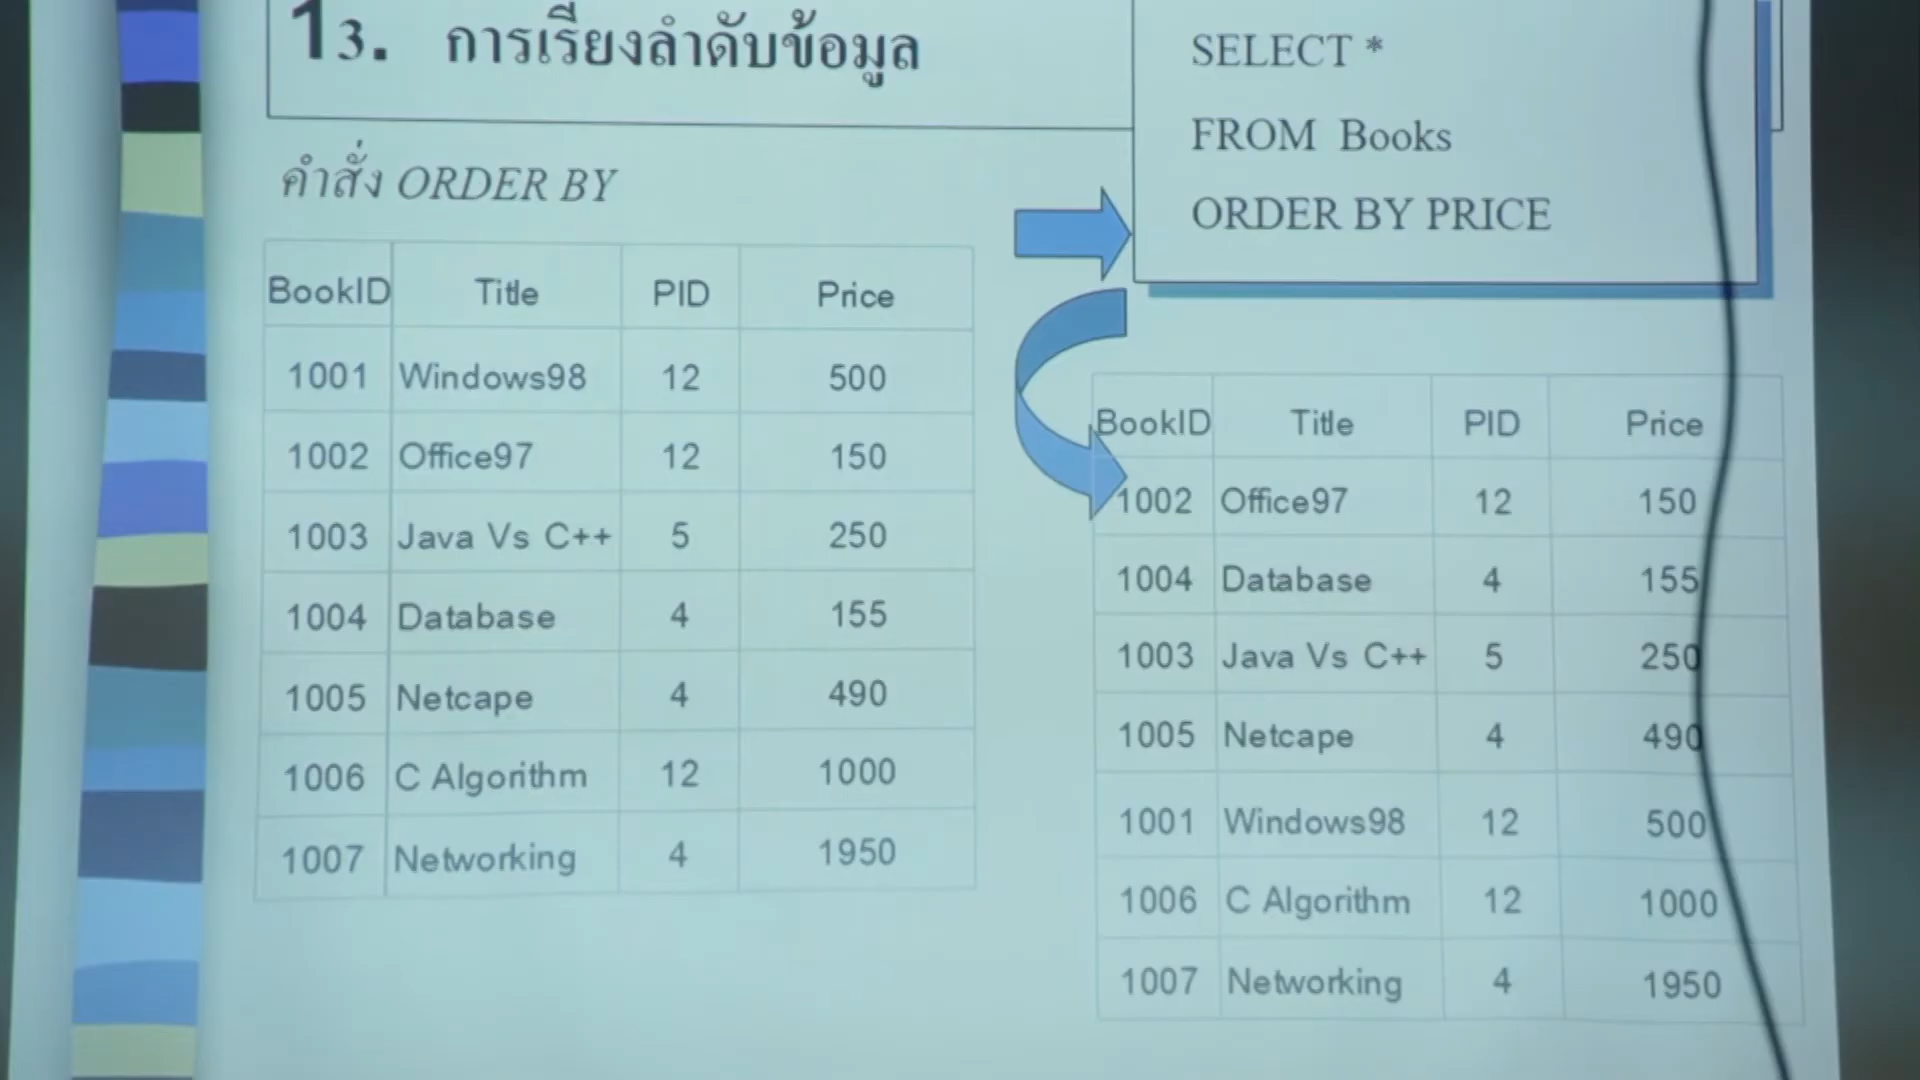 13. การเรียงลำดับข้อมูล
คำสั่ง ORDER BY
SELECT *
FROM Books
ORDER BY PRICE
BookID Title PID Price
1001 Windows98 12 500
1002 Office97 12 150
1003 Java Vs C++ 5 250
1004 Database 4 155
1005 Netcape 4 490
1006 C Algorithm 12 1000
1007 Networking 4 1950
BookID Title PID Price
1002 Office97 12 150
1004 Database 4 155
1003 Java Vs C++ 5 250
1005 Netcape 4 490
1001 Windows98 12 500
1006 C Algorithm 12 1000
1007 Networking 4 1950